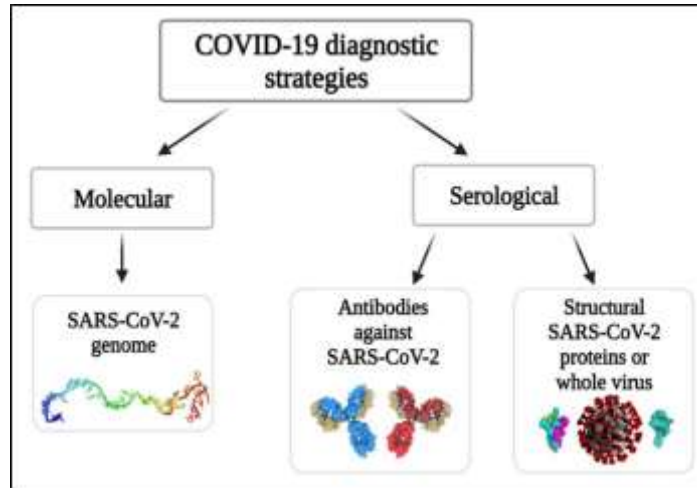 COVID-19 diagnostic
strategies
Molecular
Serological
SARS-CoV-2
genome
Antibodies
against
SARS-CoV-2
Structural
SARS-CoV-2
proteins or
whole virus